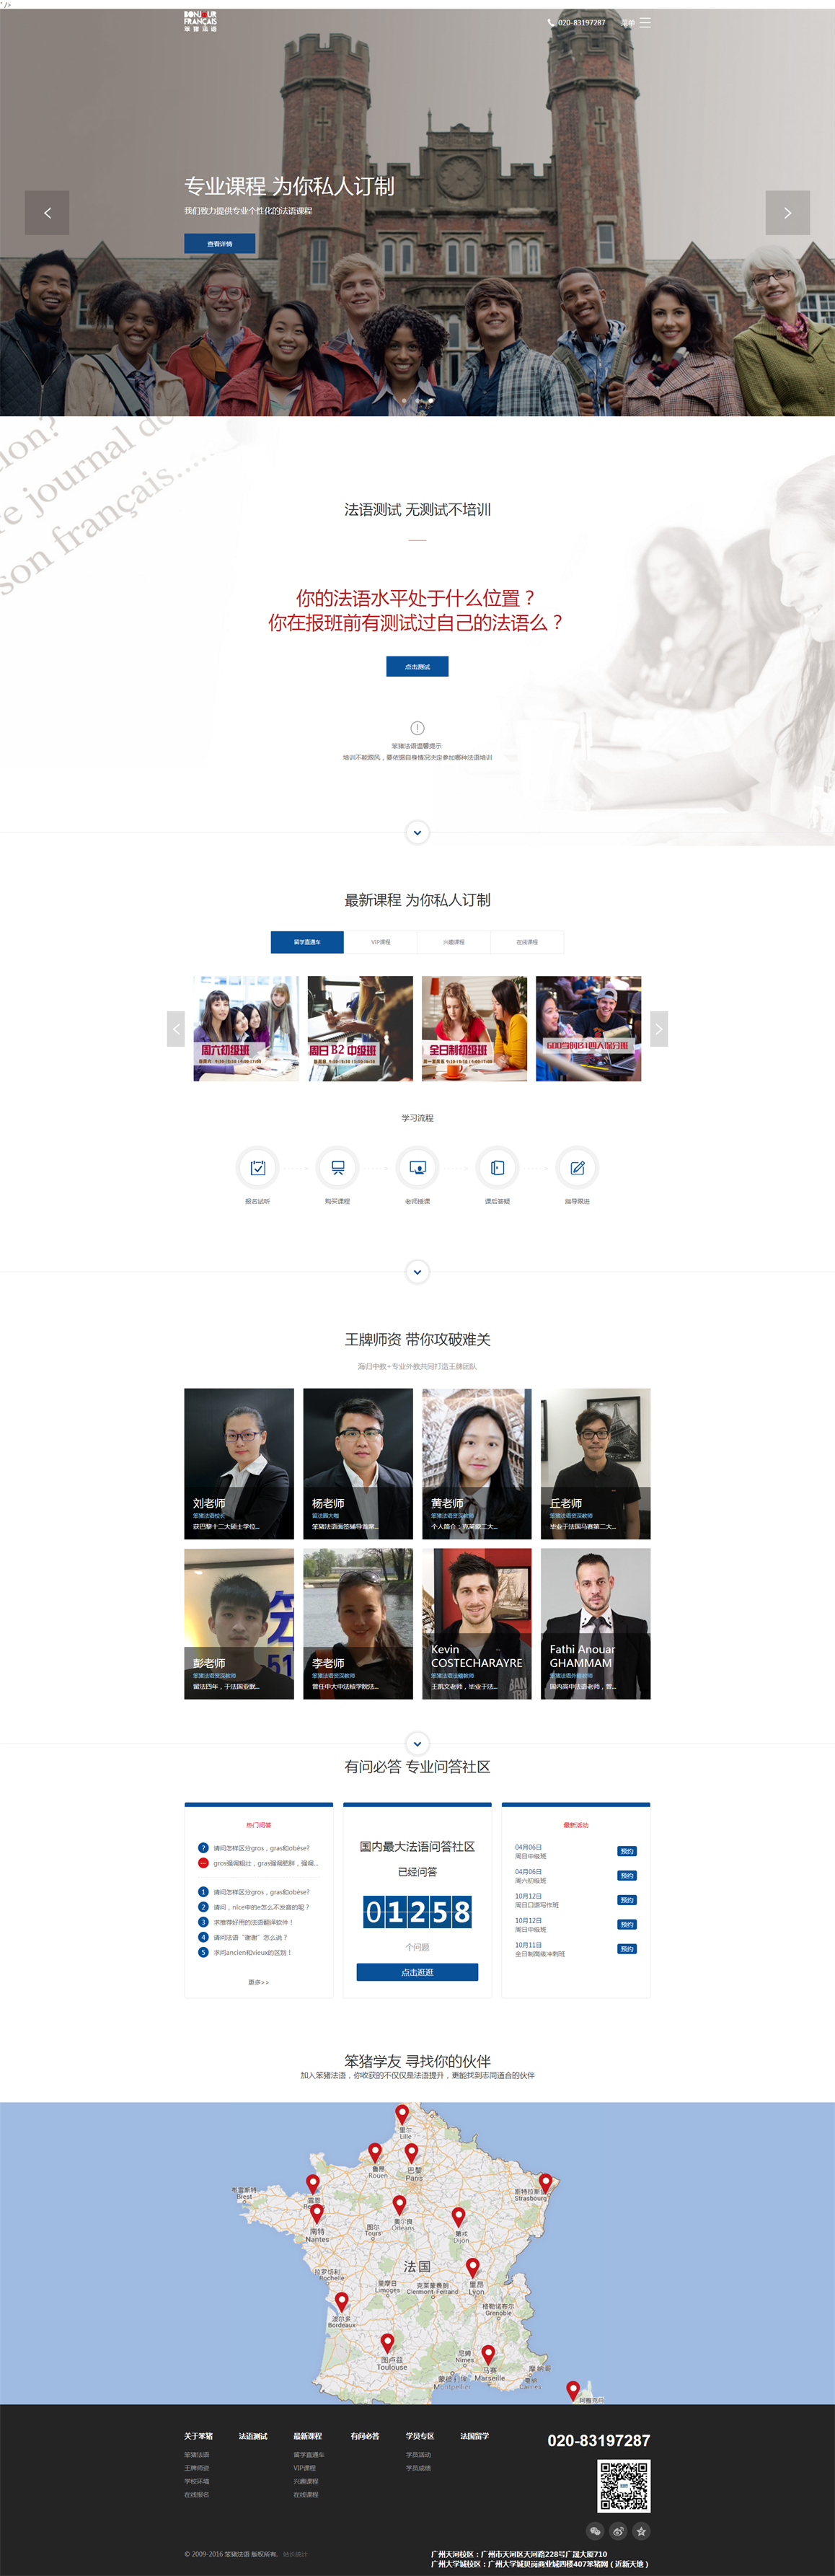 " />
BONJOUR
FRANÇAIS
笨猪法语
020-83197287
菜单
专业课程 为你私人订制
我们致力提供专业个性化的法语课程
查看详情
tion?
re journal de
son français......
法语测试 无测试不培训
你的法语水平处于什么位置？
你在报班前有测试过自己的法语么？
点击测试
笨猪法语温馨提示
培训不能跟风，要依据自身情况决定参加哪种法语培训
最新课程 为你私人订制
留学直通车
VIP课程
兴趣课程
在线课程
周六初级班
周日 B2 中级班
全日制初级班
600学时C1四人保分班
学习流程
报名试听
购买课程
老师授课
课后答疑
指导跟进
王牌师资 带你攻破难关
海归中教+专业外教共同打造王牌团队
刘老师
笨猪法语校长
获巴黎十二大硕士学位...
杨老师
留法圈大咖
笨猪法语面签辅导首席...
黄老师
笨猪法语资深教师
个人简介：克莱蒙二大...
丘老师
笨猪法语资深教师
毕业于法国马赛第二大...
彭老师
笨猪法语资深教师
留法四年，于法国亚眠...
李老师
笨猪法语资深教师
曾任中大中法核学院法...
Kevin
COSTECHARAYRE
笨猪法语法籍教师
王凯文老师，毕业于法...
Fathi Anouar
GHAMMAM
笨猪法语外籍教师
国内高中法语老师，曾...
有问必答 专业问答社区
热门问答
? 请问怎样区分gros，gras和obèse?
gros强调粗壮，gras强调肥胖，强调...
1 请问怎样区分gros，gras和obèse?
2 请问，nice中的e怎么不发音的呢？
3 求推荐好用的法语翻译软件！
4 请问法语“谢谢”怎么说？
5 求问ancien和vieux的区别！
更多>>
国内最大法语问答社区
已经问答
01258
个问题
点击逛逛
最新活动
04月06日
周日中级班
预约
04月06日
周六初级班
预约
10月12日
周日口语写作班
预约
10月12日
周日中级班
预约
10月11日
全日制高级冲刺班
预约
笨猪学友 寻找你的伙伴
加入笨猪法语，你收获的不仅仅是法语提升，更能找到志同道合的伙伴
里尔
Lille
鲁昂
Rouen
巴黎
Paris
布雷斯特
Brest
雷恩
斯特拉斯堡
Strasbourg
南特
Nantes
图尔
Tours
奥尔良
Orleans
第戎
Dijon
法国
拉罗切利
Rochelle
里摩日
Limoges
克莱蒙费朗
Clermont-Ferrand
里昂
Lyon
格勒诺布尔
Grenoble
波尔多
Bordeaux
图卢兹
Toulouse
尼姆
Nimes
蒙彼利埃
Montpellier
马赛
Marseille
摩纳哥
戛纳
Cannes
阿雅克肖
关于笨猪
笨猪法语
王牌师资
学校环境
在线报名
法语测试
最新课程
留学直通车
VIP课程
兴趣课程
在线课程
有问必答
学员专区
学员活动
学员成绩
法国留学
020-83197287
© 2009-2016 笨猪法语 版权所有. 站长统计
广州天河校区：广州市天河区天河路228号广晟大厦710
广州大学城校区：广州大学城贝岗商业城四楼407笨猪网（近新天地）